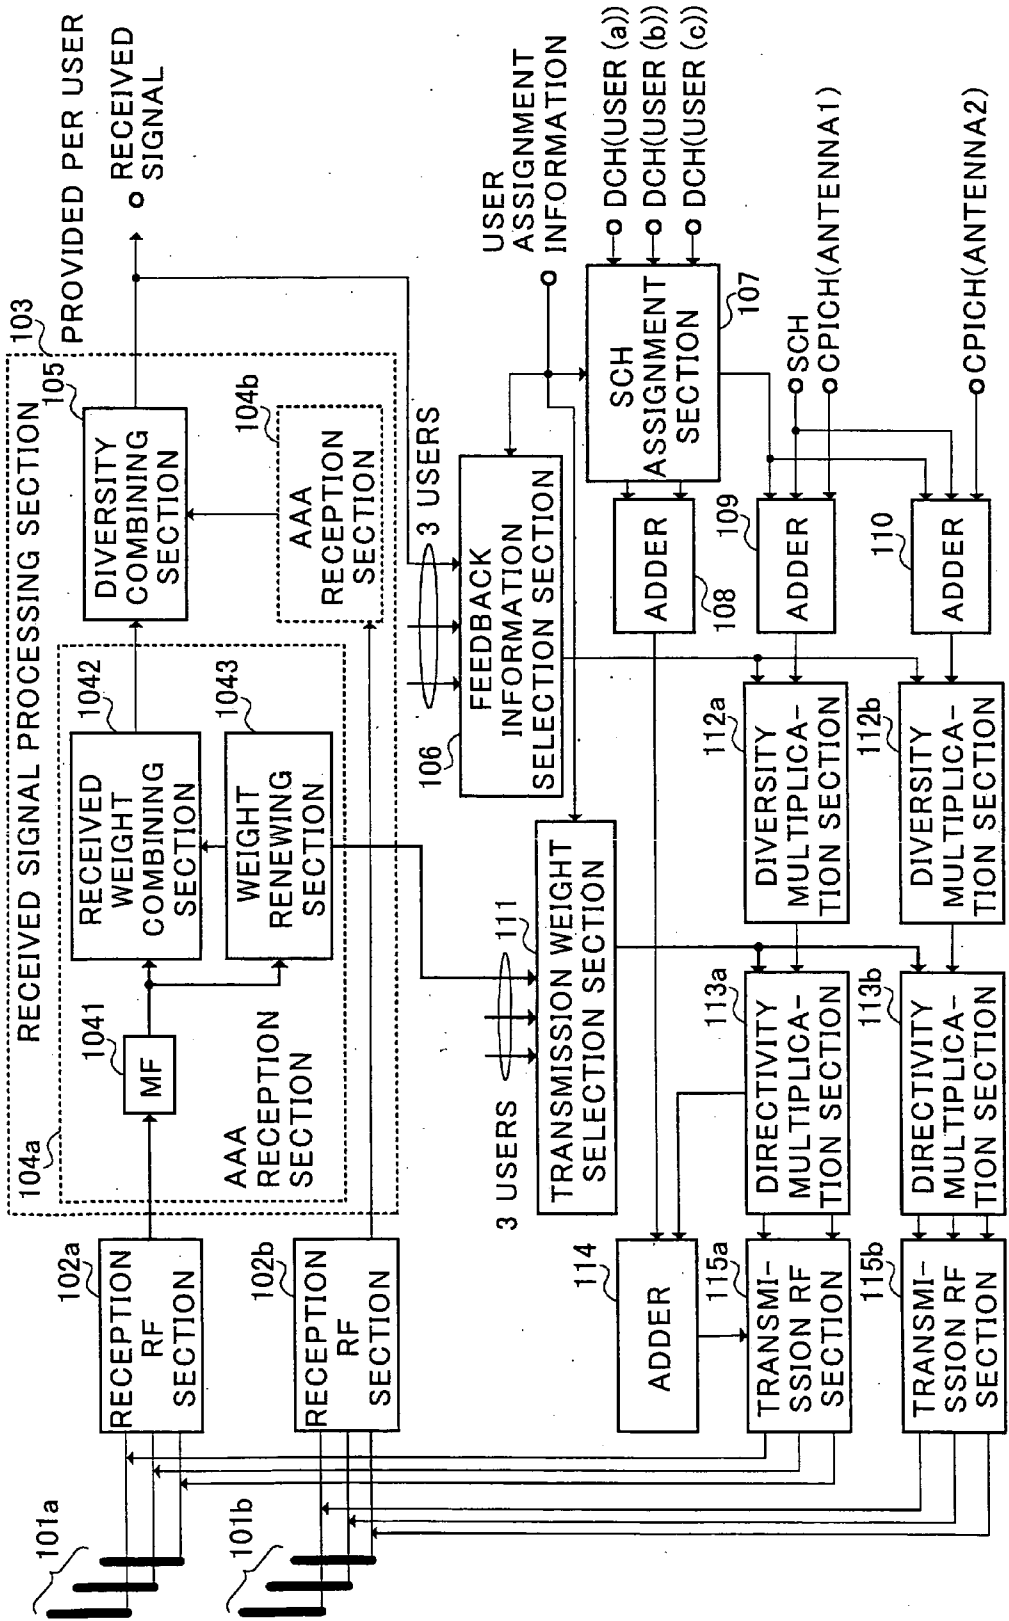 RECEIVED SIGNAL PROCESSING SECTION
103
PROVIDED PER USER
104a
1041
1042
105
MF
RECEIVED
WEIGHT
COMBINING
SECTION
DIVERSITY
COMBINING
SECTION
RECEIVED
SIGNAL
1043
WEIGHT
RENEWING
SECTION
104b
AAA
RECEPTION
SECTION
AAA
RECEPTION
SECTION
101a
102a
RECEPTION
RF
SECTION
101b
102b
RECEPTION
RF
SECTION
3 USERS
106
FEEDBACK
INFORMATION
SELECTION SECTION
USER
ASSIGNMENT
INFORMATION
3 USERS
111
TRANSMISSION WEIGHT
SELECTION SECTION
107
SCH
ASSIGNMENT
SECTION
DCH(USER(a))
DCH(USER(b))
DCH(USER(c))
114
ADDER
108
ADDER
115a
TRANSMI-
SSION RF
SECTION
113a
DIRECTIVITY
MULTIPLICA-
TION SECTION
112a
DIVERSITY
MULTIPLICA-
TION SECTION
109
ADDER
SCH
CPICH(ANTENNA1)
115b
TRANSMI-
SSION RF
SECTION
113b
DIRECTIVITY
MULTIPLICA-
TION SECTION
112b
DIVERSITY
MULTIPLICA-
TION SECTION
110
ADDER
CPICH(ANTENNA2)